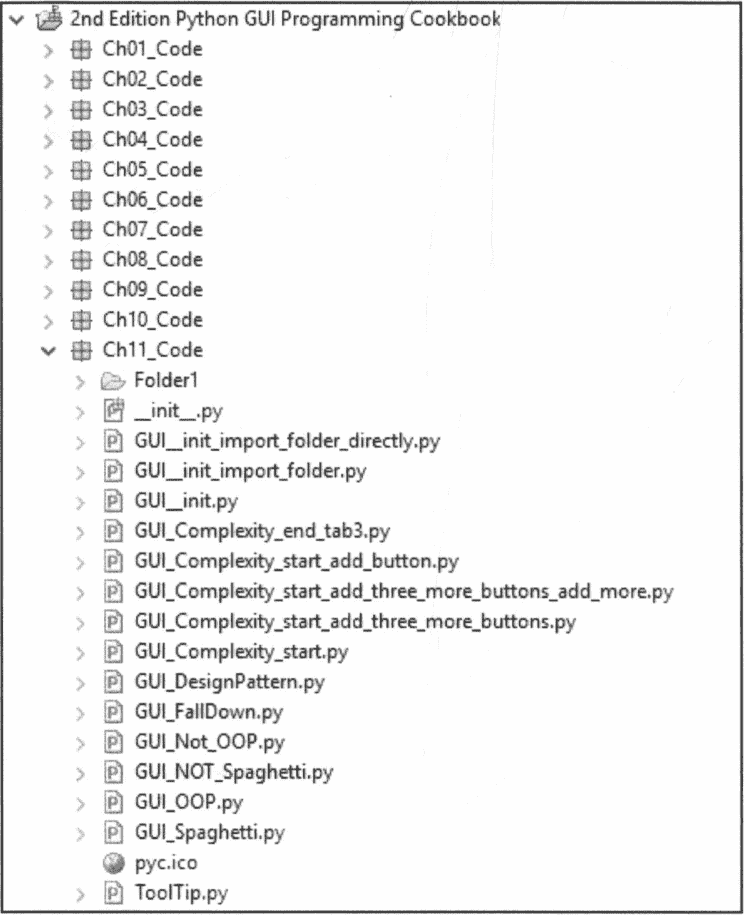 2nd Edition Python GUI Programming Cookbook
Ch01_Code
Ch02_Code
Ch03_Code
Ch04_Code
Ch05_Code
Ch06_Code
Ch07_Code
Ch08_Code
Ch09_Code
Ch10_Code
Ch11_Code
Folder1
__init__.py
GUI__init_import_folder_directly.py
GUI__init_import_folder.py
GUI__init.py
GUI_Complexity_end_tab3.py
GUI_Complexity_start_add_button.py
GUI_Complexity_start_add_three_more_buttons_add_more.py
GUI_Complexity_start_add_three_more_buttons.py
GUI_Complexity_start.py
GUI_DesignPattern.py
GUI_FallDown.py
GUI_Not_OOP.py
GUI_NOT_Spaghetti.py
GUI_OOP.py
GUI_Spaghetti.py
pyc.ico
ToolTip.py